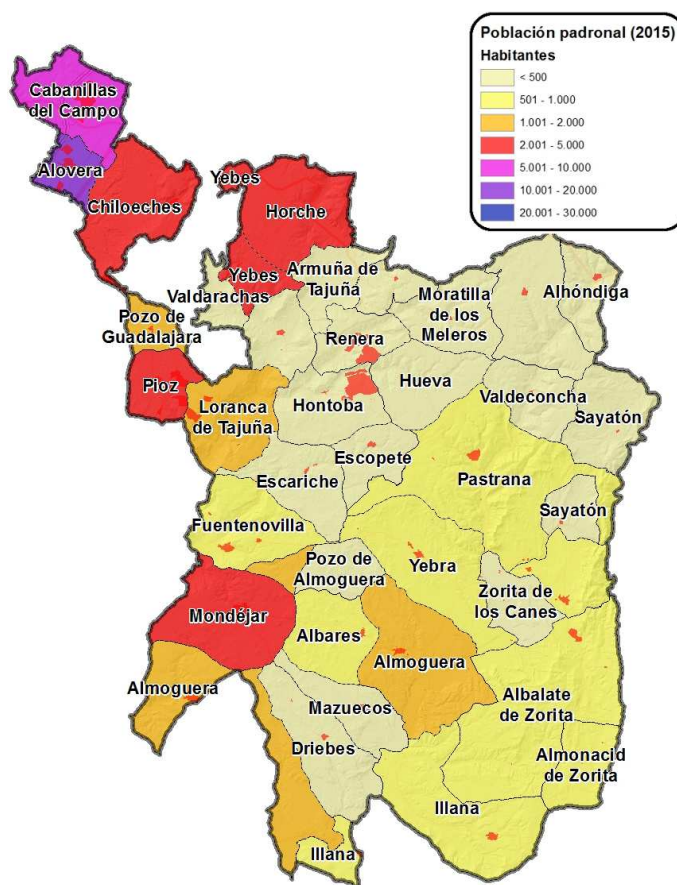 Población padronal (2015)
Habitantes
< 500
501 - 1.000
1.001 - 2.000
2.001 - 5.000
5.001 - 10.000
10.001 - 20.000
20.001 - 30.000
Cabanillas
del Campo
Alovera
Chiloeches
Yebes
Horche
Yebes
Valdarachas
Armuña de
Tajuña
Moratilla
de los
Meleros
Alhóndiga
Pozo de
Guadalajara
Renera
Pioz
Loranca
de Tajuña
Hontoba
Hueva
Valdeconcha
Sayatón
Escopete
Escariche
Pastrana
Sayatón
Fuentenovilla
Pozo de
Almoguera
Yebra
Zorita de
los Canes
Mondéjar
Albares
Almoguera
Almoguera
Mazuecos
Albalate
de Zorita
Driebes
Almonacid
de Zorita
Illana
Illana